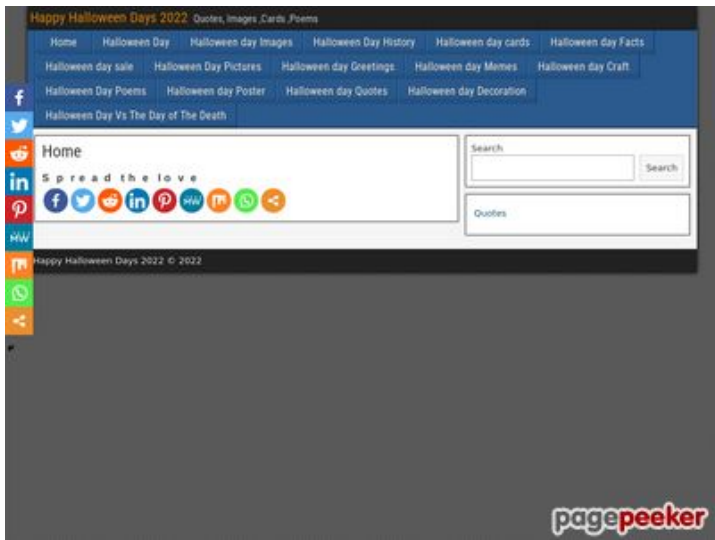 Happy Halloween Days 2022 Quotes, Images ,Cards ,Poems
Home Halloween Day Halloween day Images Halloween Day History Halloween day cards Halloween day Facts
Halloween day sale Halloween Day Pictures Halloween day Greetings Halloween day Memes Halloween day Craft
Halloween Day Poems Halloween day Poster Halloween day Quotes Halloween day Decoration
Halloween Day Vs The Day of The Death
Home
Spread the love
Search
Search
Quotes
Happy Halloween Days 2022 © 2022
pagepeeker